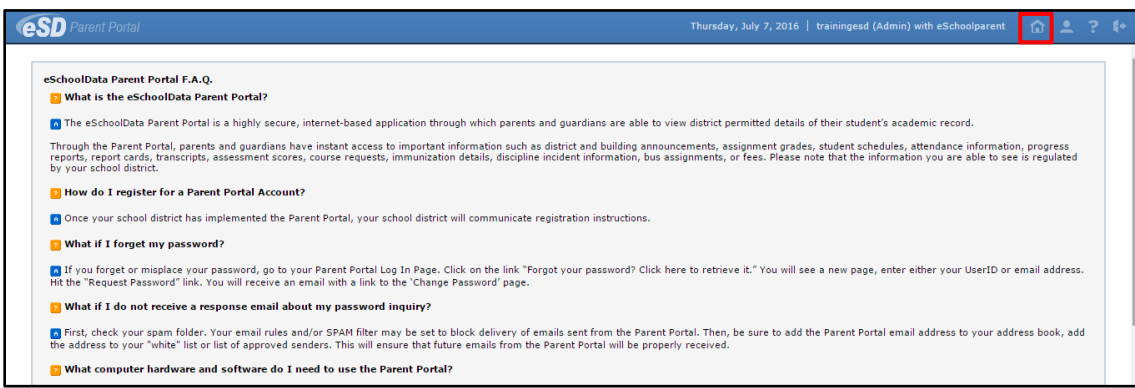 eSD Parent Portal
Thursday, July 7, 2016 | trainingesd (Admin) with eSchoolparent
?
eSchoolData Parent Portal F.A.Q.
? What is the eSchoolData Parent Portal?
A The eSchoolData Parent Portal is a highly secure, internet-based application through which parents and guardians are able to view district permitted details of their student's academic record.
Through the Parent Portal, parents and guardians have instant access to important information such as district and building announcements, assignment grades, student schedules, attendance information, progress
reports, report cards, transcripts, assessment scores, course requests, immunization details, discipline incident information, bus assignments, or fees. Please note that the information you are able to see is regulated
by your school district.
? How do I register for a Parent Portal Account?
A Once your school district has implemented the Parent Portal, your school district will communicate registration instructions.
? What if I forget my password?
A If you forget or misplace your password, go to your Parent Portal Log In Page. Click on the link "Forgot your password? Click here to retrieve it." You will see a new page, enter either your UserID or email address.
Hit the "Request Password" link. You will receive an email with a link to the 'Change Password' page.
? What if I do not receive a response email about my password inquiry?
A First, check your spam folder. Your email rules and/or SPAM filter may be set to block delivery of emails sent from the Parent Portal. Then, be sure to add the Parent Portal email address to your address book, add
the address to your "white" list or list of approved senders. This will ensure that future emails from the Parent Portal will be properly received.
? What computer hardware and software do I need to use the Parent Portal?